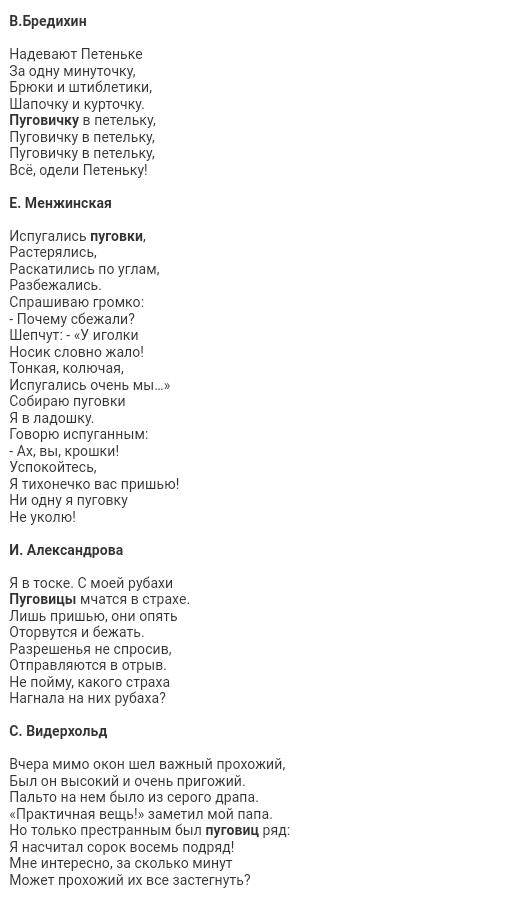 В.Бредихин
Надевают Петеньке
За одну минуточку,
Брюки и штиблетики,
Шапочку и курточку.
Пуговичку в петельку,
Пуговичку в петельку,
Пуговичку в петельку,
Всё, одели Петеньку!
Е. Менжинская
Испугались пуговки,
Растерялись,
Раскатились по углам,
Разбежались.
Спрашиваю громко:
- Почему сбежали?
Шепчут: - «У иголки
Носик словно жало!
Тонкая, колючая,
Испугались очень мы…»
Собираю пуговки
Я в ладошку.
Говорю испуганным:
- Ах, вы, крошки!
Успокойтесь,
Я тихонечко вас пришью!
Ни одну я пуговку
Не уколю!
И. Александрова
Я в тоске. С моей рубахи
Пуговицы мчатся в страхе.
Лишь пришью, они опять
Оторвутся и бежать.
Разрешенья не спросив,
Отправляются в отрыв.
Не пойму, какого страха
Нагнала на них рубаха?
С. Видерхольд
Вчера мимо окон шел важный прохожий,
Был он высокий и очень пригожий.
Пальто на нем было из серого драпа.
«Практичная вещь!» заметил мой папа.
Но только престранным был пуговиц ряд:
Я насчитал сорок восемь подряд!
Мне интересно, за сколько минут
Может прохожий их все застегнуть?